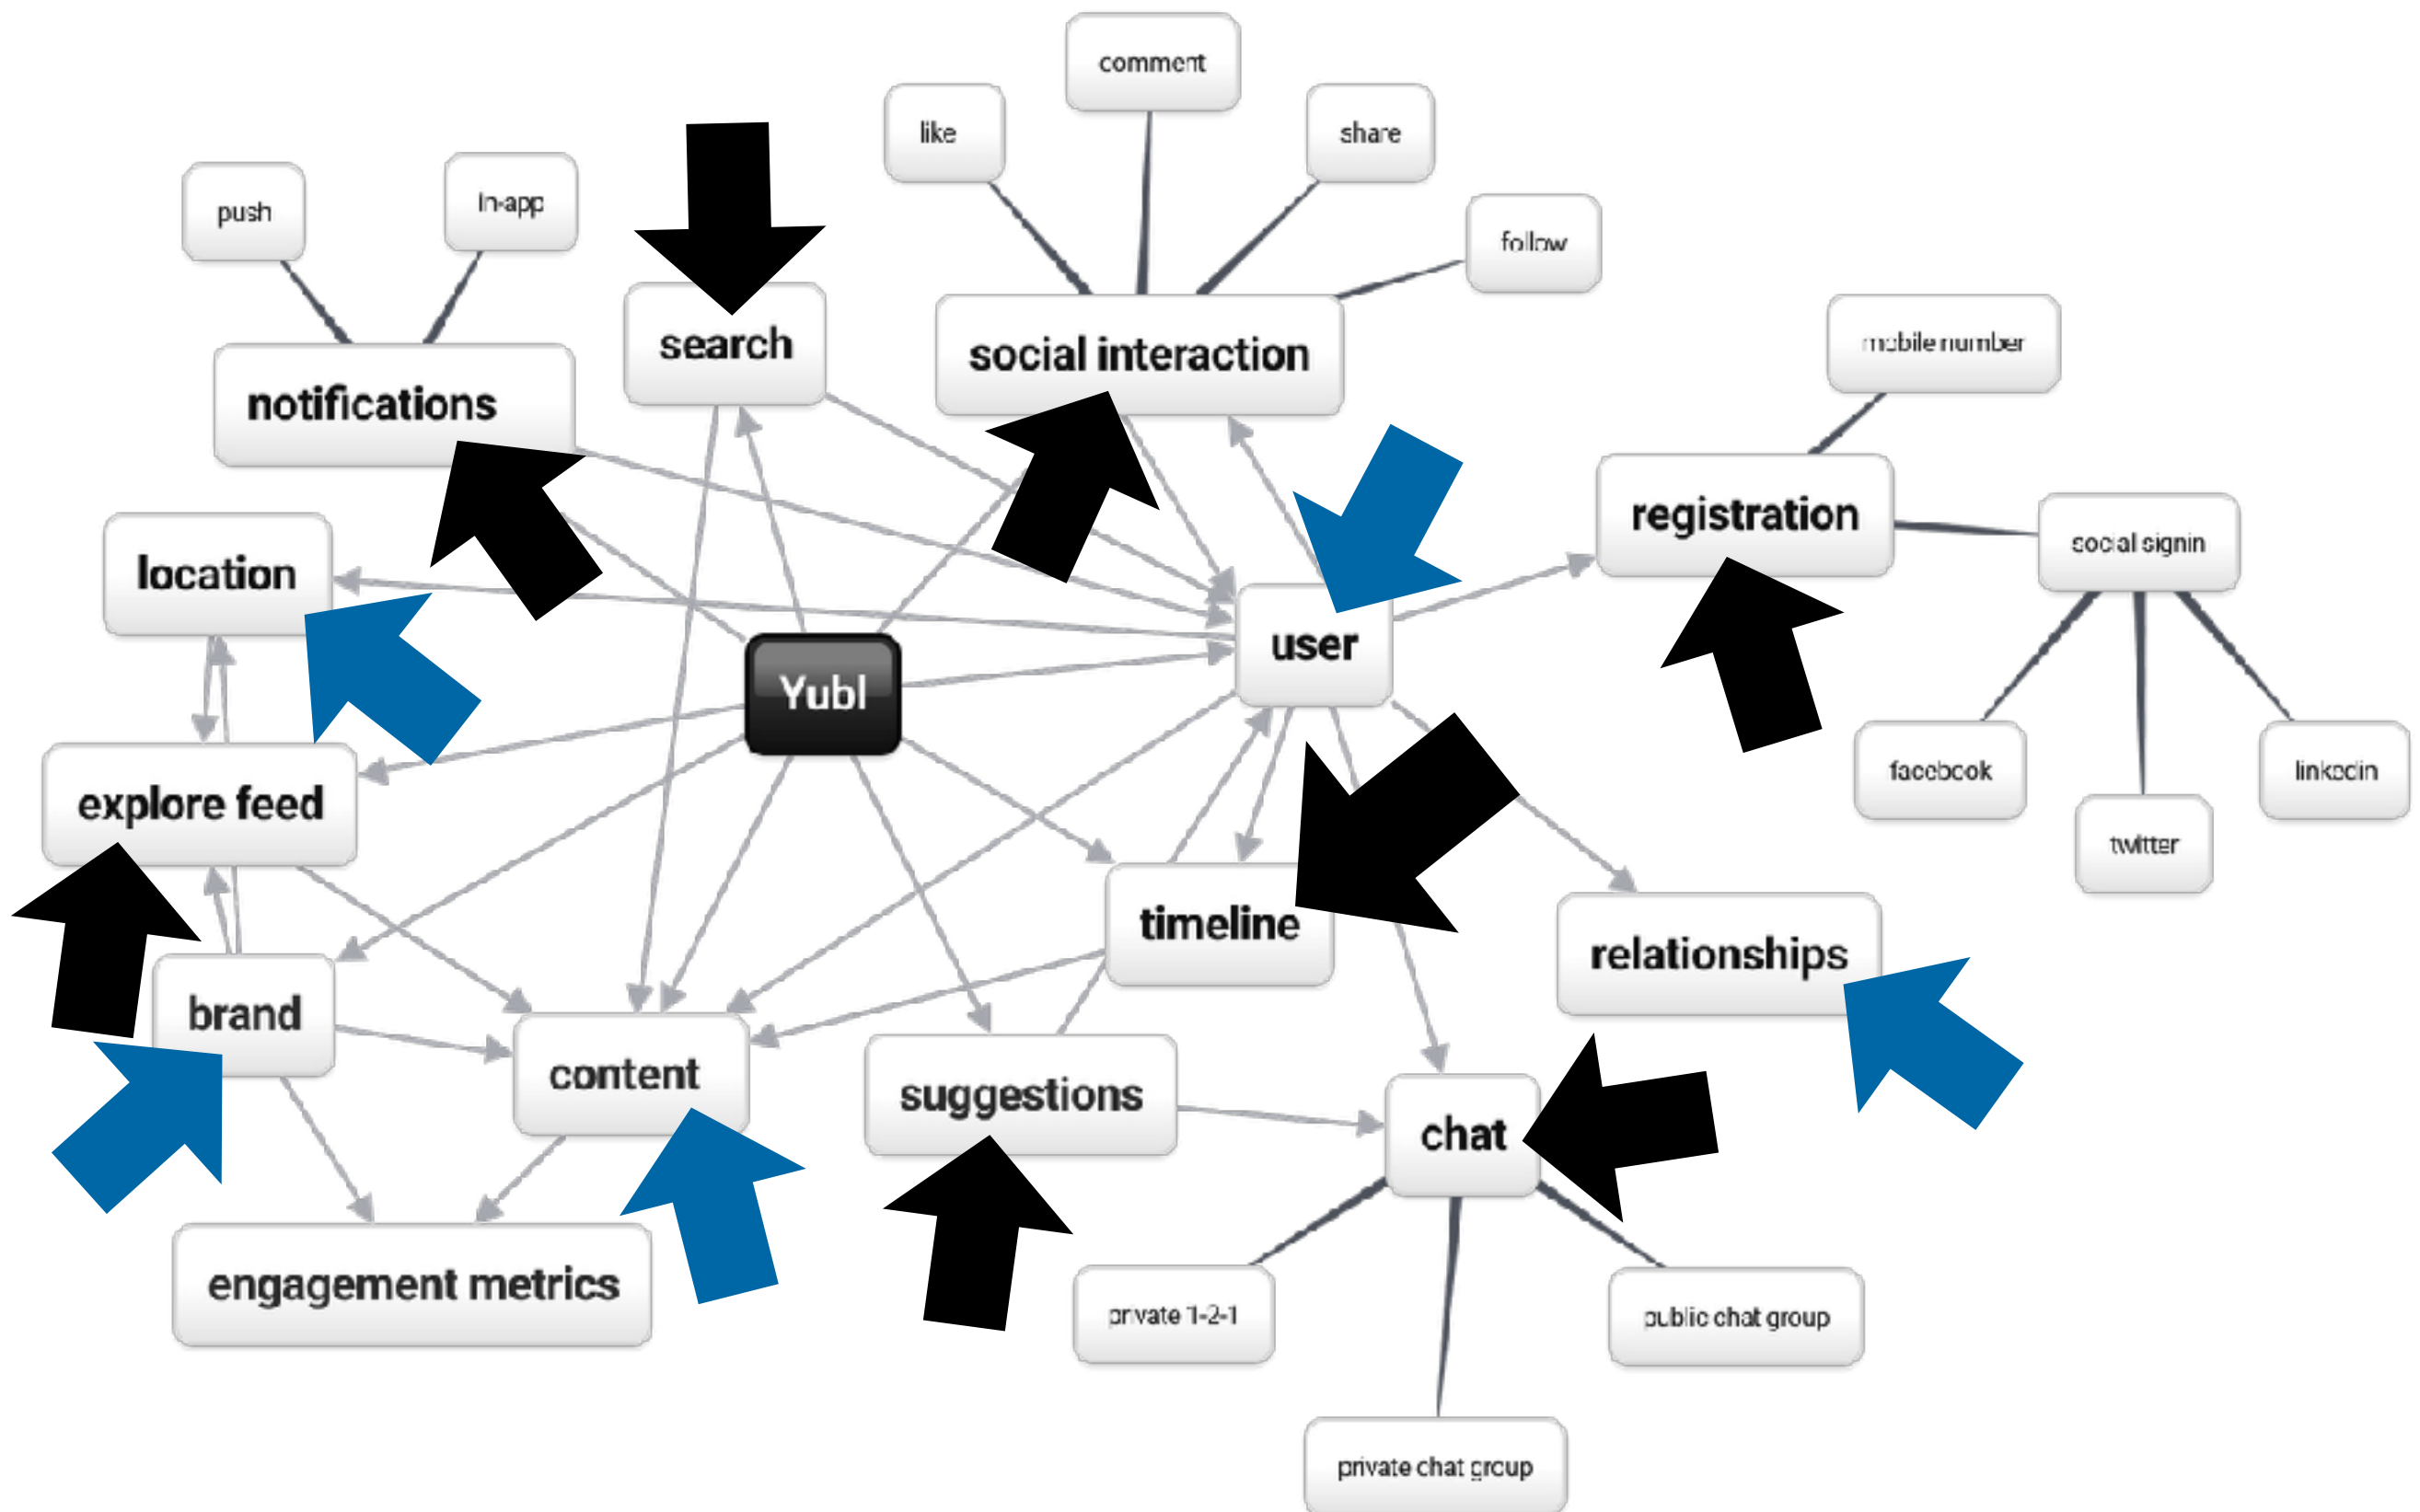 comment
like
share
push
in-app
follow
search
social interaction
mobile number
notifications
registration
social signin
location
user
Yubl
facebook
linkedin
explore feed
twitter
timeline
relationships
brand
content
suggestions
chat
engagement metrics
private 1-2-1
public chat group
private chat group